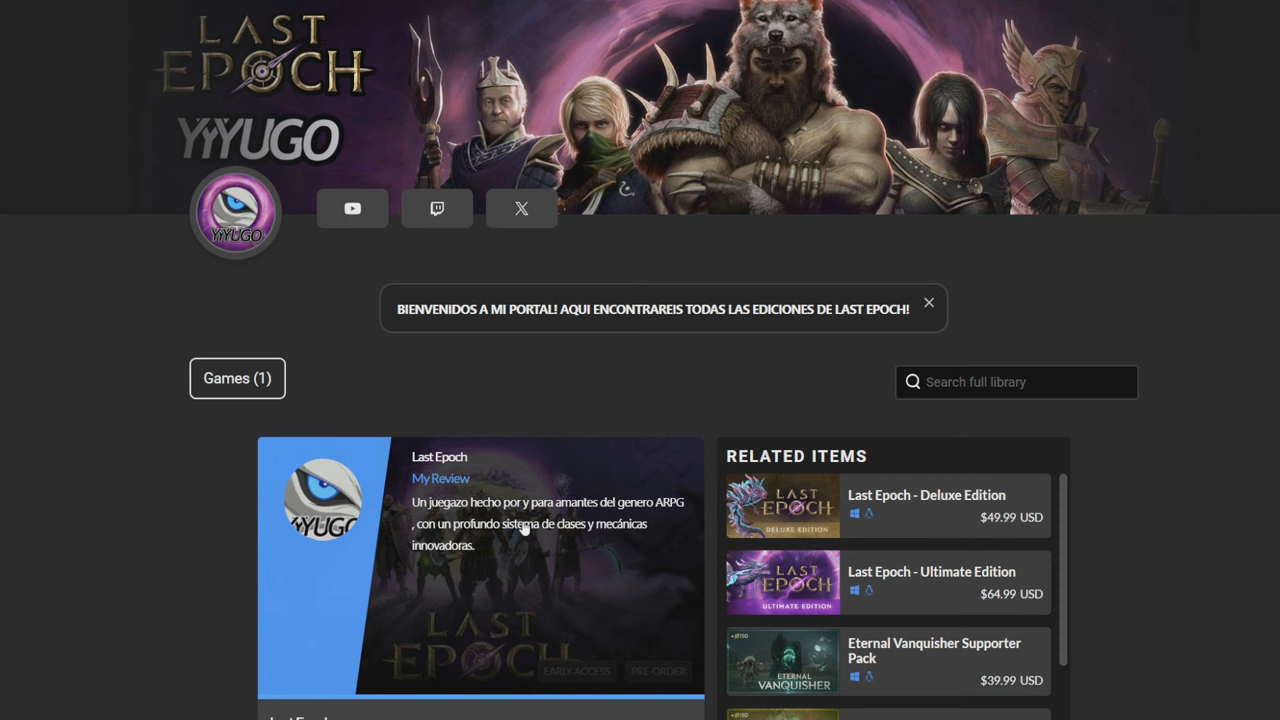 LAST
EPOCH
YYYUGO
YYYUGO
BIENVENIDOS A MI PORTAL! AQUI ENCONTRAREIS TODAS LAS EDICIONES DE LAST EPOCH!
Games (1)
Search full library
Last Epoch
My Review
Un juegazo hecho por y para amantes del genero ARPG
, con un profundo sistema de clases y mecánicas
innovadoras.
YYUGO
LAST
EPOCH
EARLY ACCESS
PRE-ORDER
RELATED ITEMS
LAST
EPOCH
DELUXE EDITION
Last Epoch - Deluxe Edition
$49.99 USD
LAST
EPOCH
ULTIMATE EDITION
Last Epoch - Ultimate Edition
$64.99 USD
ETERNAL
VANQUISHER
Eternal Vanquisher Supporter
Pack
$39.99 USD